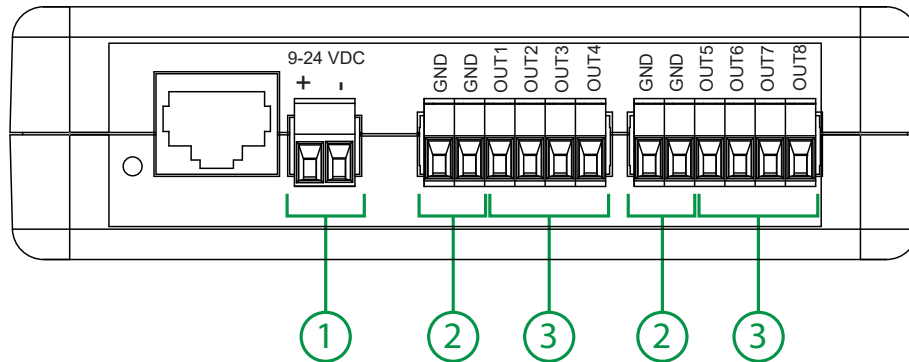 9-24 VDC
+ -
GND GND OUT1 OUT2 OUT3 OUT4
GND GND OUT5 OUT6 OUT7 OUT8
1 2 3 2 3